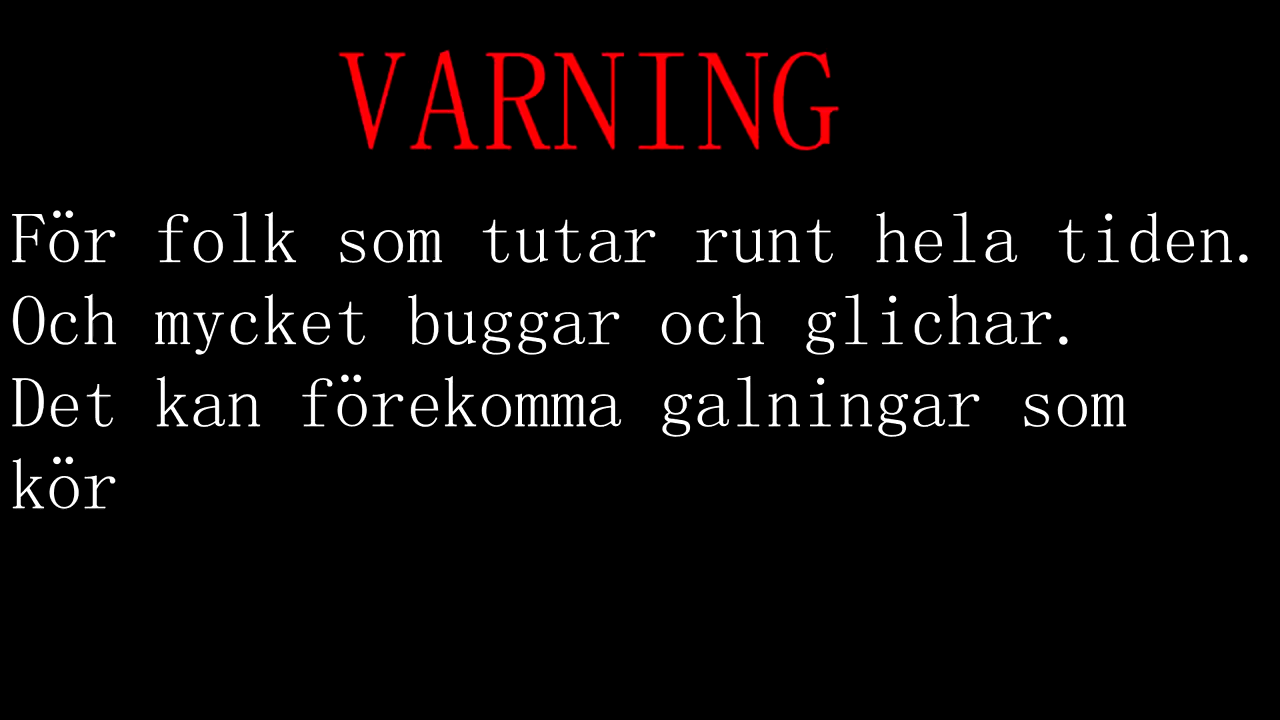 VARNING
För folk som tutar runt hela tiden.
Och mycket buggar och glichar.
Det kan förekomma galningar som
kör